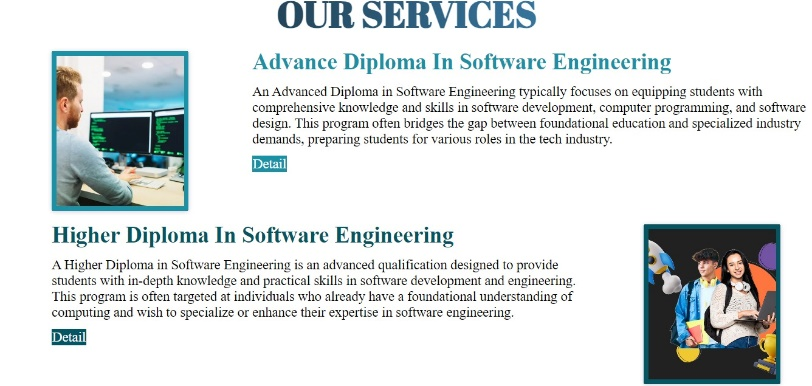 OUR SERVICES
Advance Diploma In Software Engineering
An Advanced Diploma in Software Engineering typically focuses on equipping students with
comprehensive knowledge and skills in software development, computer programming, and software
design. This program often bridges the gap between foundational education and specialized industry
demands, preparing students for various roles in the tech industry.
Detail
Higher Diploma In Software Engineering
A Higher Diploma in Software Engineering is an advanced qualification designed to provide
students with in-depth knowledge and practical skills in software development and engineering.
This program is often targeted at individuals who already have a foundational understanding of
computing and wish to specialize or enhance their expertise in software engineering.
Detail